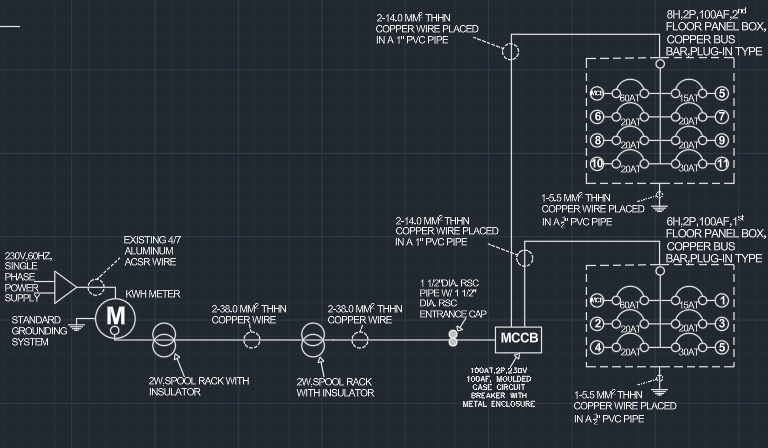 2-14.0 MM² THHN
COPPER WIRE PLACED
IN A 1" PVC PIPE
8H,2P,100AF,2nd
FLOOR PANEL BOX,
COPPER BUS
BAR,PLUG-IN TYPE
60AT 15AT 5
6 20AT 20AT 7
8 20AT 20AT 9
10 20AT 30AT 11
1-5.5 MM² THHN
COPPER WIRE PLACED
IN A " PVC PIPE
2-14.0 MM² THHN
COPPER WIRE PLACED
IN A 1" PVC PIPE
6H,2P,100AF,1st
FLOOR PANEL BOX,
COPPER BUS
BAR,PLUG-IN TYPE
60AT 15AT 1
2 20AT 20AT 3
4 20AT 30AT 5
1-5.5 MM² THHN
COPPER WIRE PLACED
IN A " PVC PIPE
EXISTING 4/7
ALUMINUM
ACSR WIRE
230V,60HZ,
SINGLE
PHASE
POWER
SUPPLY
KWH METER
M
STANDARD
GROUNDING
SYSTEM
2W,SPOOL RACK WITH
INSULATOR
2-38.0 MM² THHN
COPPER WIRE
2W,SPOOL RACK
WITH INSULATOR
2-38.0 MM² THHN
COPPER WIRE
1 1/2"DIA. RSC
PIPE W/ 1 1/2"
DIA. RSC
ENTRANCE CAP
MCCB
100AT,2P,230V
100AF, MOULDED
CASE CIRCUIT
BREAKER WITH
METAL ENCLOSURE